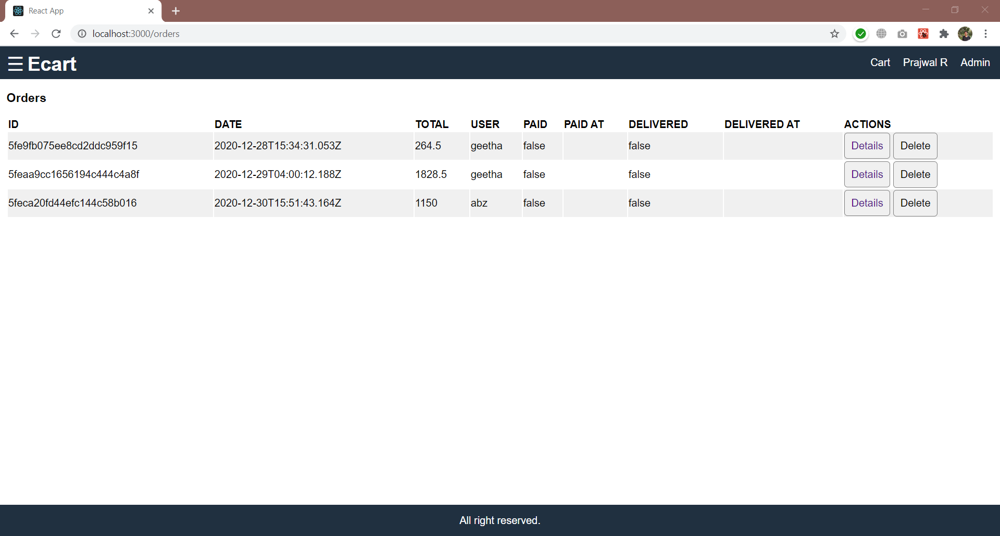 React App
localhost:3000/orders
☰ Ecart Cart Prajwal R Admin
Orders
ID DATE TOTAL USER PAID PAID AT DELIVERED DELIVERED AT ACTIONS
5fe9fb075ee8cd2ddc959f15 2020-12-28T15:34:31.053Z 264.5 geetha false false Details Delete
5feaa9cc1656194c444c4a8f 2020-12-29T04:00:12.188Z 1828.5 geetha false false Details Delete
5feca20fd44efc144c58b016 2020-12-30T15:51:43.164Z 1150 abz false false Details Delete
All right reserved.